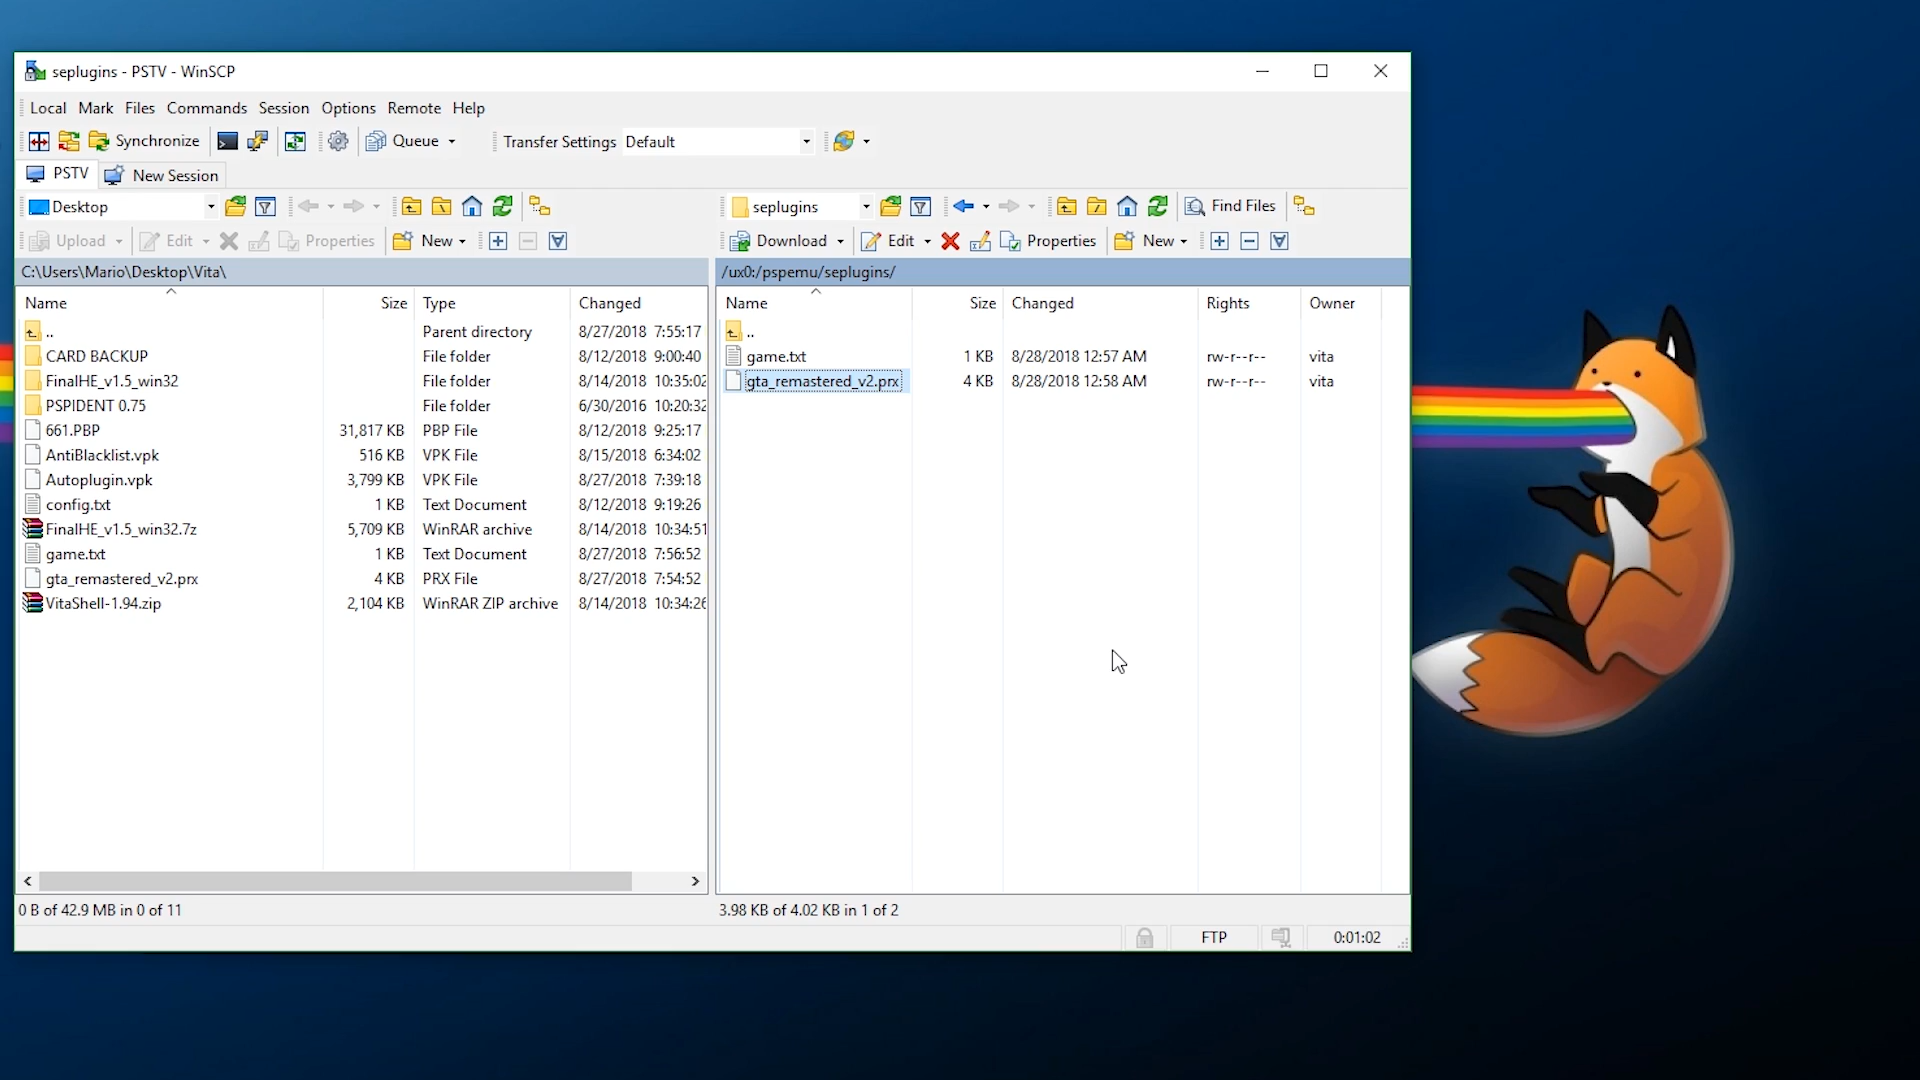 seplugins - PSTV - WinSCP
Local Mark Files Commands Session Options Remote Help
Synchronize Queue Transfer Settings Default
PSTV New Session
Desktop
Upload Edit Properties New
C:\Users\Mario\Desktop\Vita\
Name Size Type Changed
.. Parent directory 8/27/2018 7:55:17
CARD BACKUP File folder 8/12/2018 9:00:40
FinalHE_v1.5_win32 File folder 8/14/2018 10:35:02
PSPIDENT 0.75 File folder 6/30/2016 10:20:32
661.PBP 31,817 KB PBP File 8/12/2018 9:25:17
AntiBlacklist.vpk 516 KB VPK File 8/15/2018 6:34:02
Autoplugin.vpk 3,799 KB VPK File 8/27/2018 7:39:18
config.txt 1 KB Text Document 8/12/2018 9:19:26
FinalHE_v1.5_win32.7z 5,709 KB WinRAR archive 8/14/2018 10:34:51
game.txt 1 KB Text Document 8/27/2018 7:56:52
gta_remastered_v2.prx 4 KB PRX File 8/27/2018 7:54:52
VitaShell-1.94.zip 2,104 KB WinRAR ZIP archive 8/14/2018 10:34:26
0 B of 42.9 MB in 0 of 11
seplugins Find Files
Download Edit Properties New
/ux0:/pspemu/seplugins/
Name Size Changed Rights Owner
..
game.txt 1 KB 8/28/2018 12:57 AM rw-r--r-- vita
gta_remastered_v2.prx 4 KB 8/28/2018 12:58 AM rw-r--r-- vita
3.98 KB of 4.02 KB in 1 of 2
FTP 0:01:02